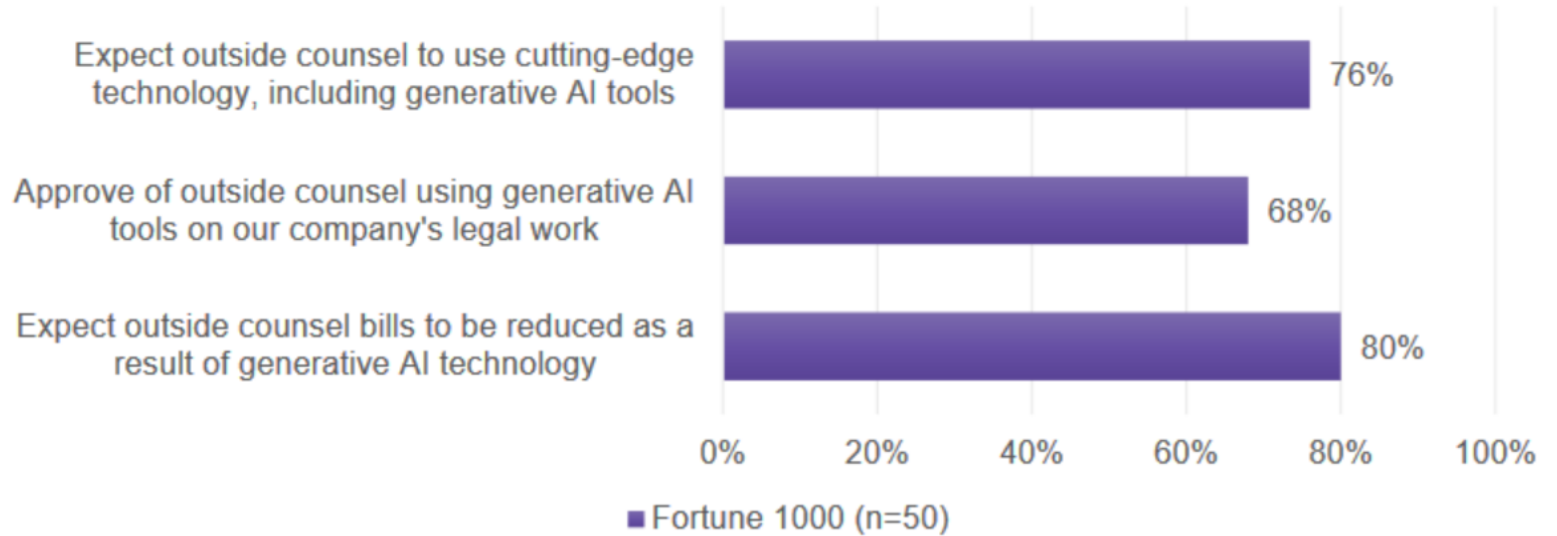 Expect outside counsel to use cutting-edge
technology, including generative AI tools
76%
Approve of outside counsel using generative AI
tools on our company's legal work
68%
Expect outside counsel bills to be reduced as a
result of generative AI technology
80%
0% 20% 40% 60% 80% 100%
Fortune 1000 (n=50)